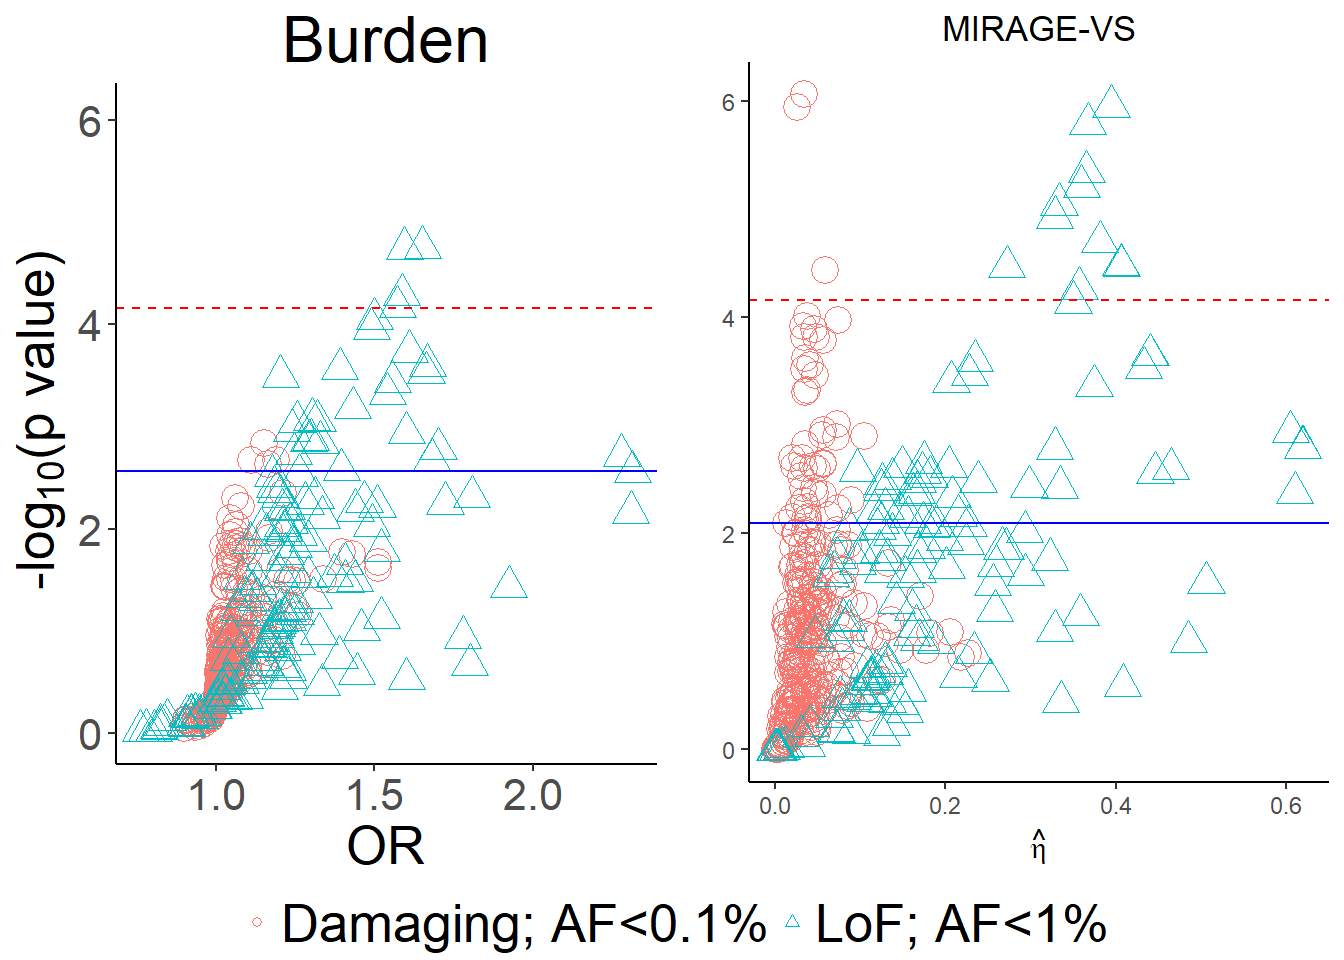 Burden
MIRAGE-VS
-log10(p value)
6
4
2
0
1.0 1.5 2.0
OR
6
4
2
0
0.0 0.2 0.4 0.6
η̂
Damaging; AF<0.1% LoF; AF<1%